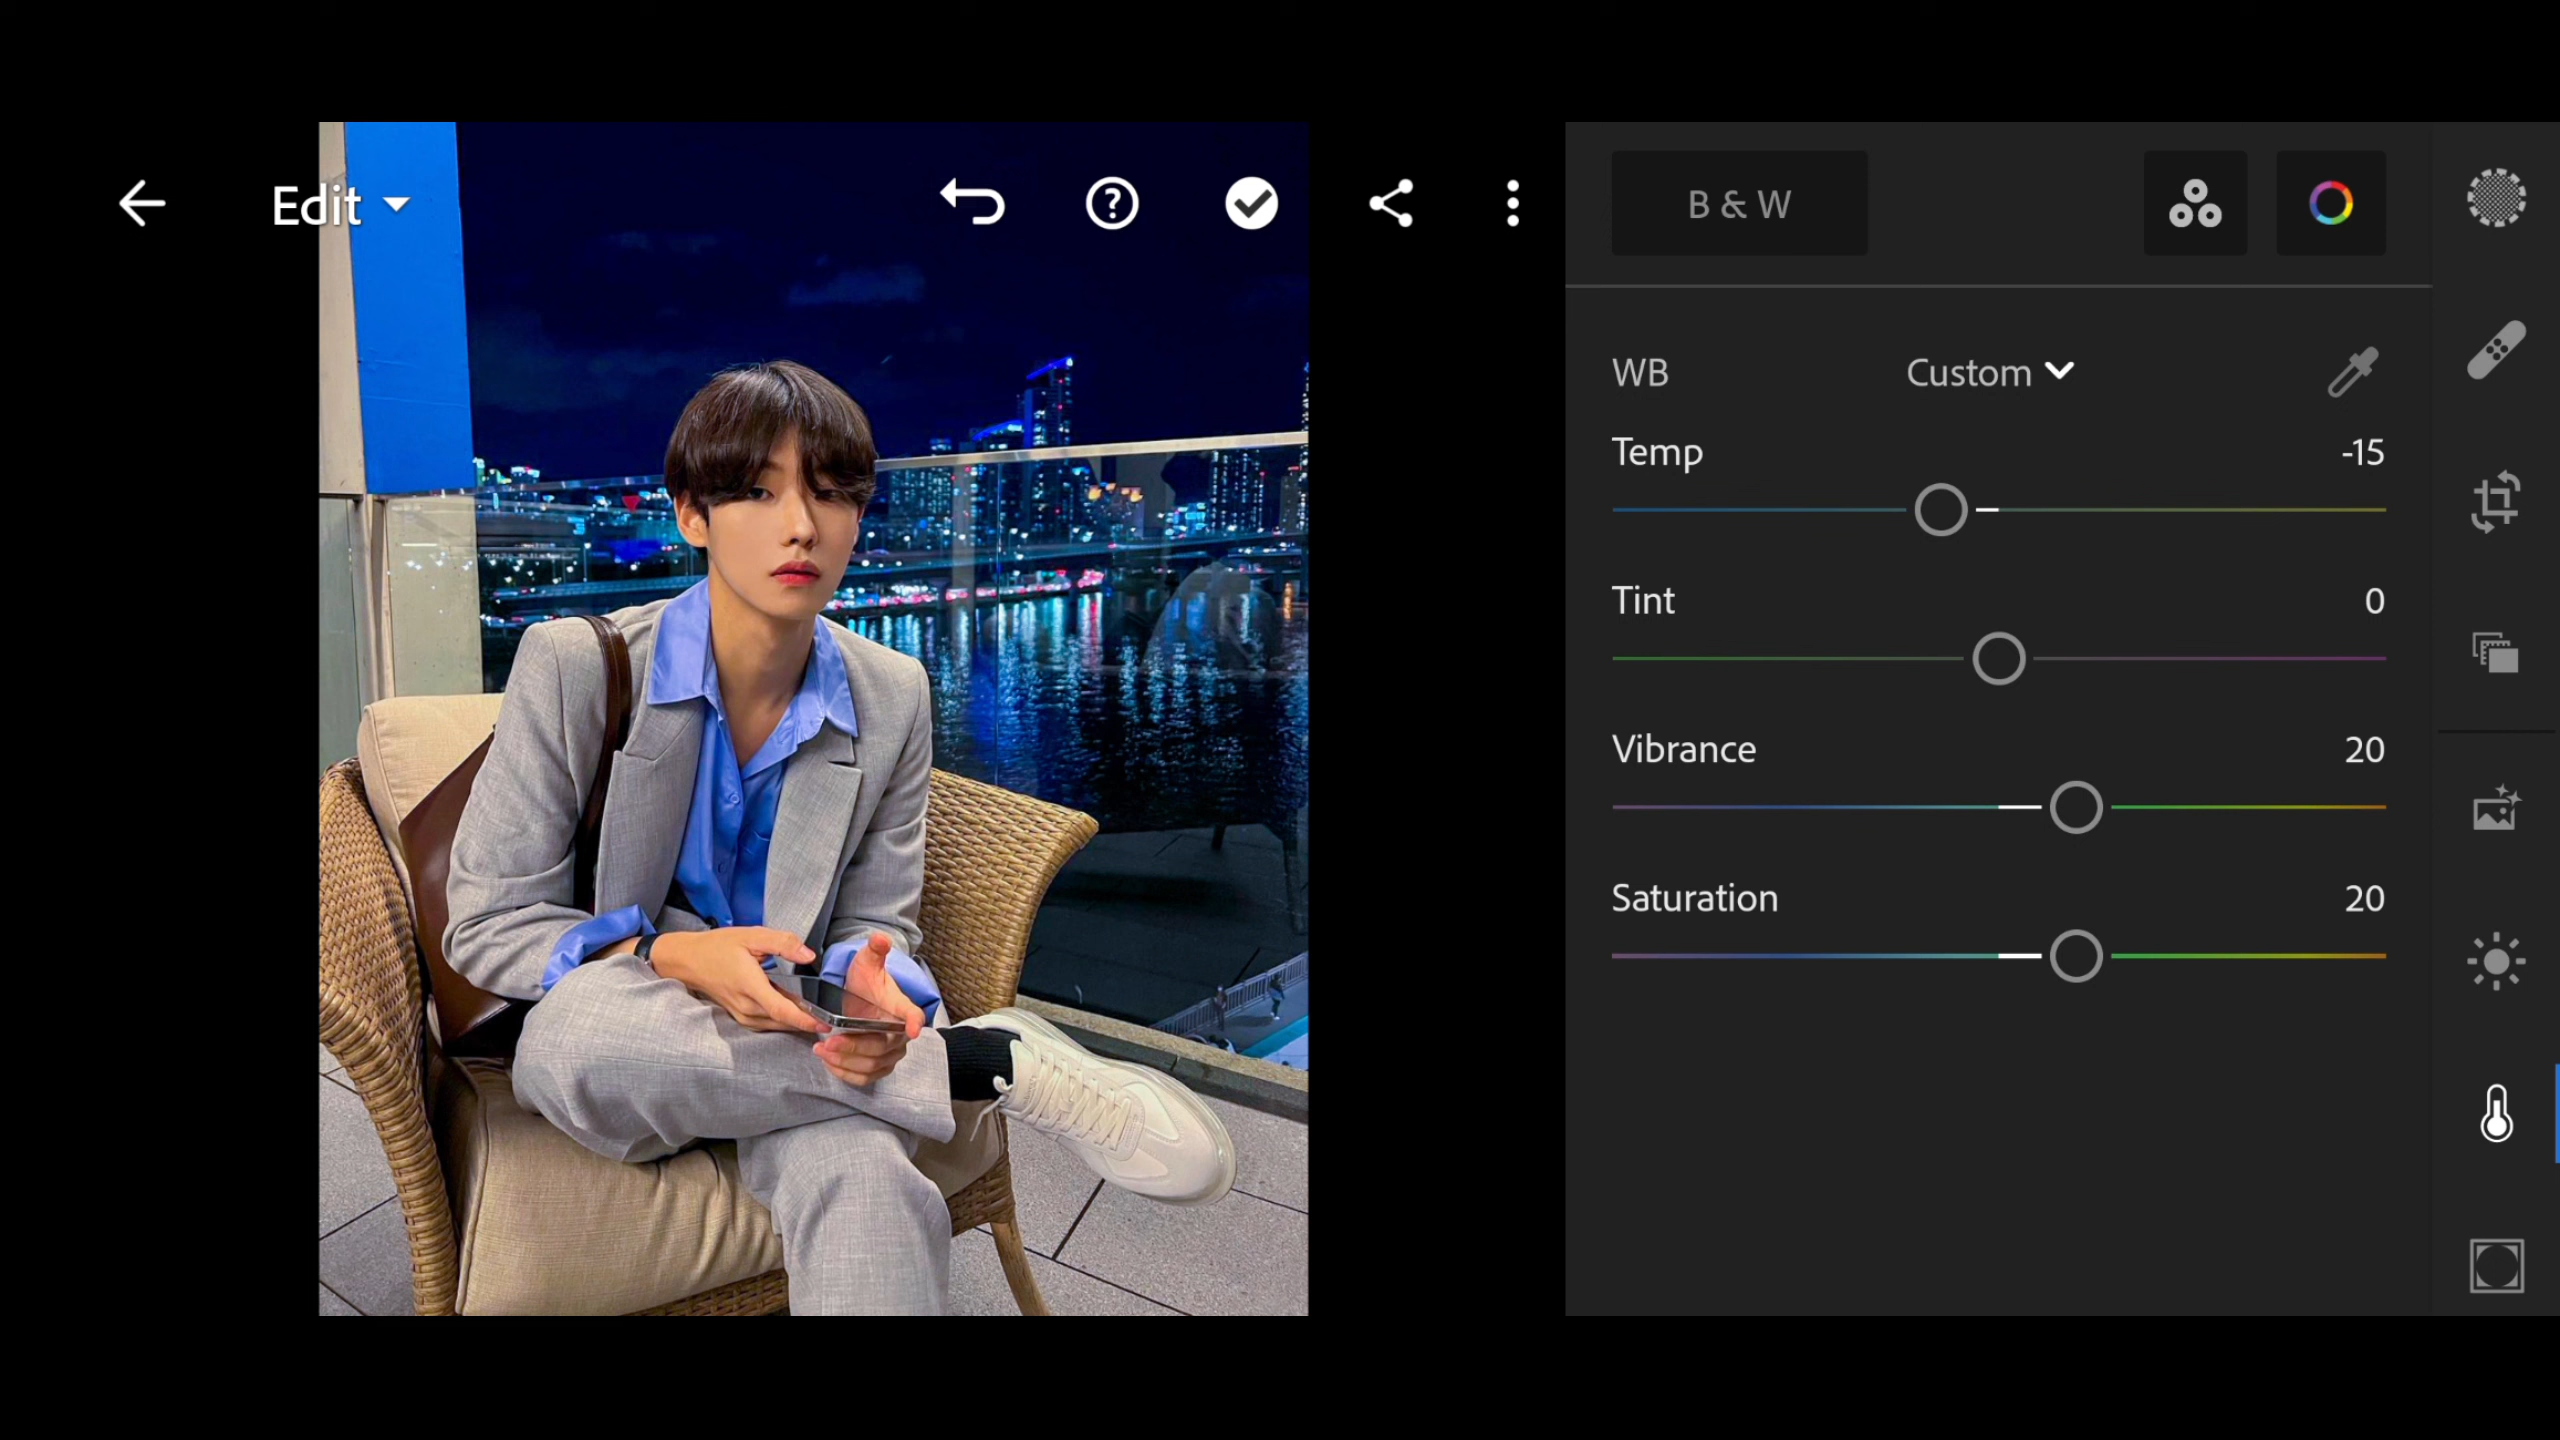 Edit
B & W
WB Custom
Temp -15
Tint 0
Vibrance 20
Saturation 20